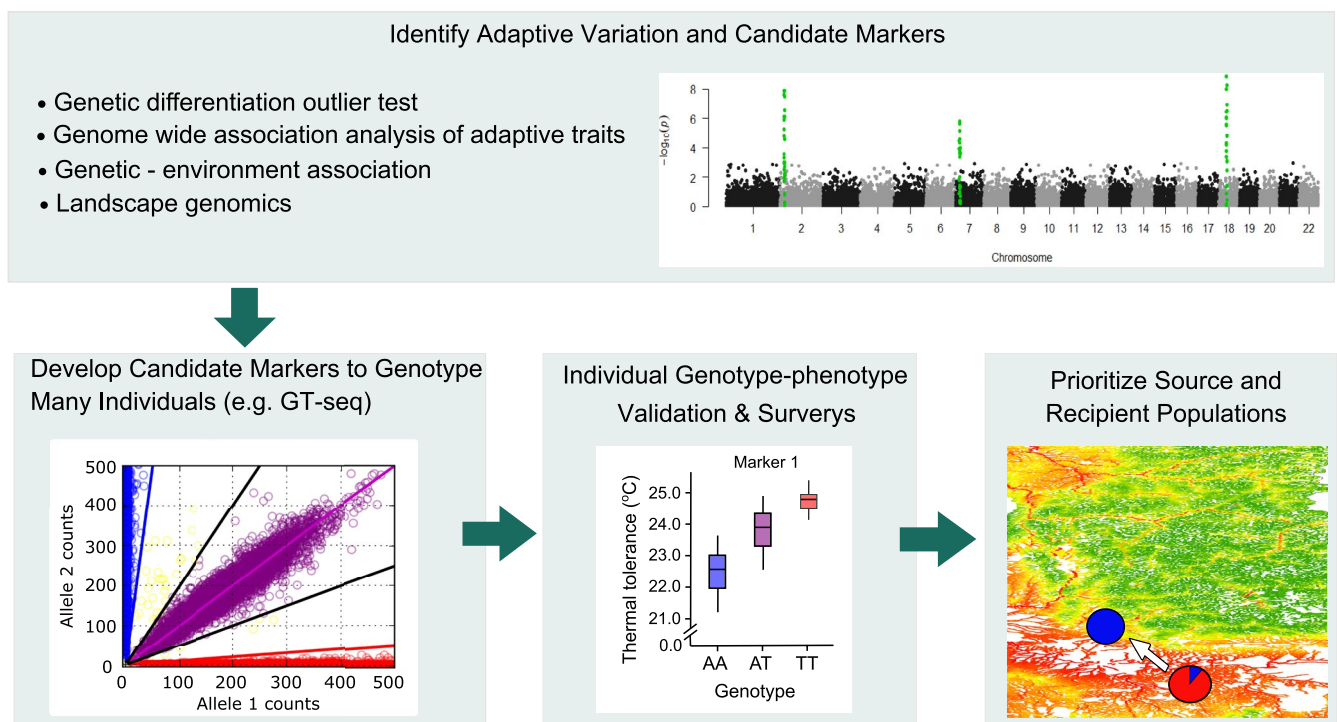 Identify Adaptive Variation and Candidate Markers
• Genetic differentiation outlier test
• Genome wide association analysis of adaptive traits
• Genetic - environment association
• Landscape genomics
−log₁₀(p)
8
6
4
2
0
1 2 3 4 5 6 7 8 9 10 11 12 13 14 15 16 17 18 19 20 22
Chromosome
Develop Candidate Markers to Genotype
Many Individuals (e.g. GT-seq)
Allele 2 counts
500
400
300
200
100
0
0 100 200 300 400 500
Allele 1 counts
Individual Genotype-phenotype
Validation & Surverys
Marker 1
Thermal tolerance (°C)
25.0
24.0
23.0
22.0
21.0
0.0
AA AT TT
Genotype
Prioritize Source and
Recipient Populations